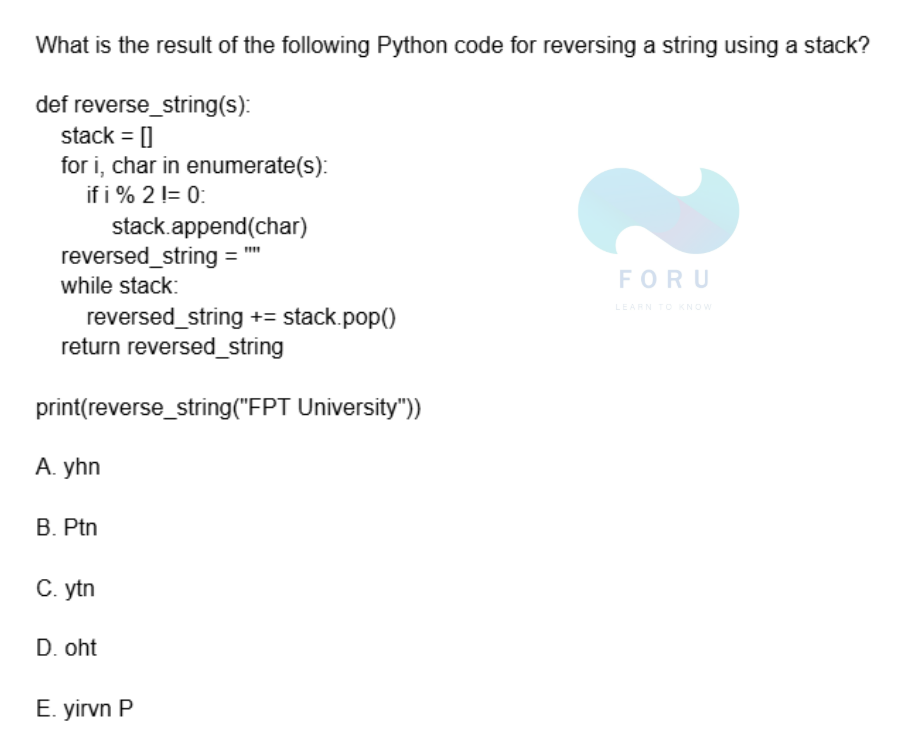 What is the result of the following Python code for reversing a string using a stack?
def reverse_string(s):
stack = []
for i, char in enumerate(s):
if i % 2 != 0:
stack.append(char)
reversed_string = ""
while stack:
reversed_string += stack.pop()
return reversed_string
FORU
LEARN TO KNOW
print(reverse_string("FPT University"))
A. yhn
B. Ptn
C. ytn
D. oht
E. yirvn P